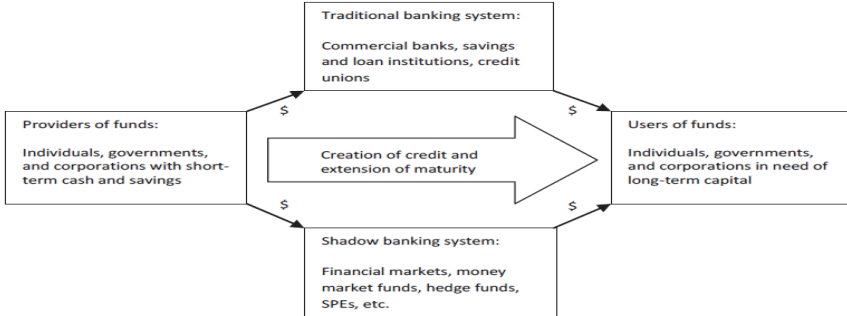 Traditional banking system:
Commercial banks, savings
and loan institutions, credit
unions
$
$
Providers of funds:
Individuals, governments,
and corporations with short-
term cash and savings
Creation of credit and
extension of maturity
Users of funds:
Individuals, governments,
and corporations in need of
long-term capital
$
$
Shadow banking system:
Financial markets, money
market funds, hedge funds,
SPEs, etc.